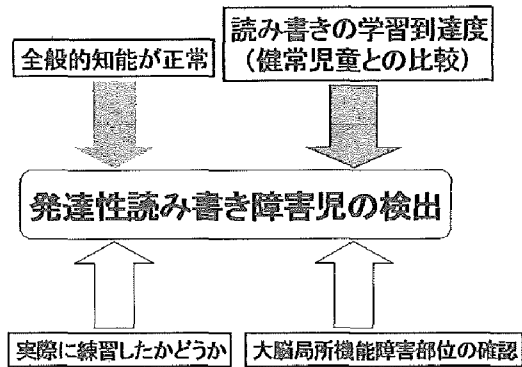 全般的知能が正常
読み書きの学習到達度
(健常児童との比較)
発達性読み書き障害児の検出
実際に練習したかどうか
大脳局所機能障害部位の確認